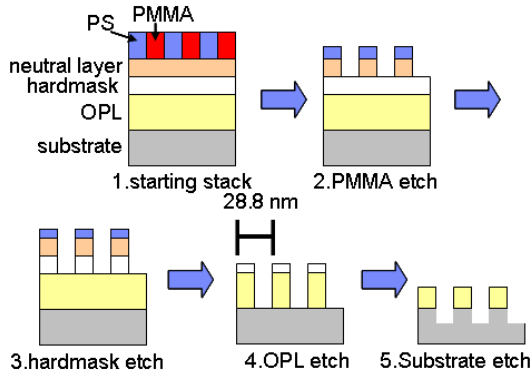 PS PMMA
neutral layer
hardmask
OPL
substrate
1.starting stack
2.PMMA etch
28.8 nm
3.hardmask etch
4.OPL etch
5.Substrate etch